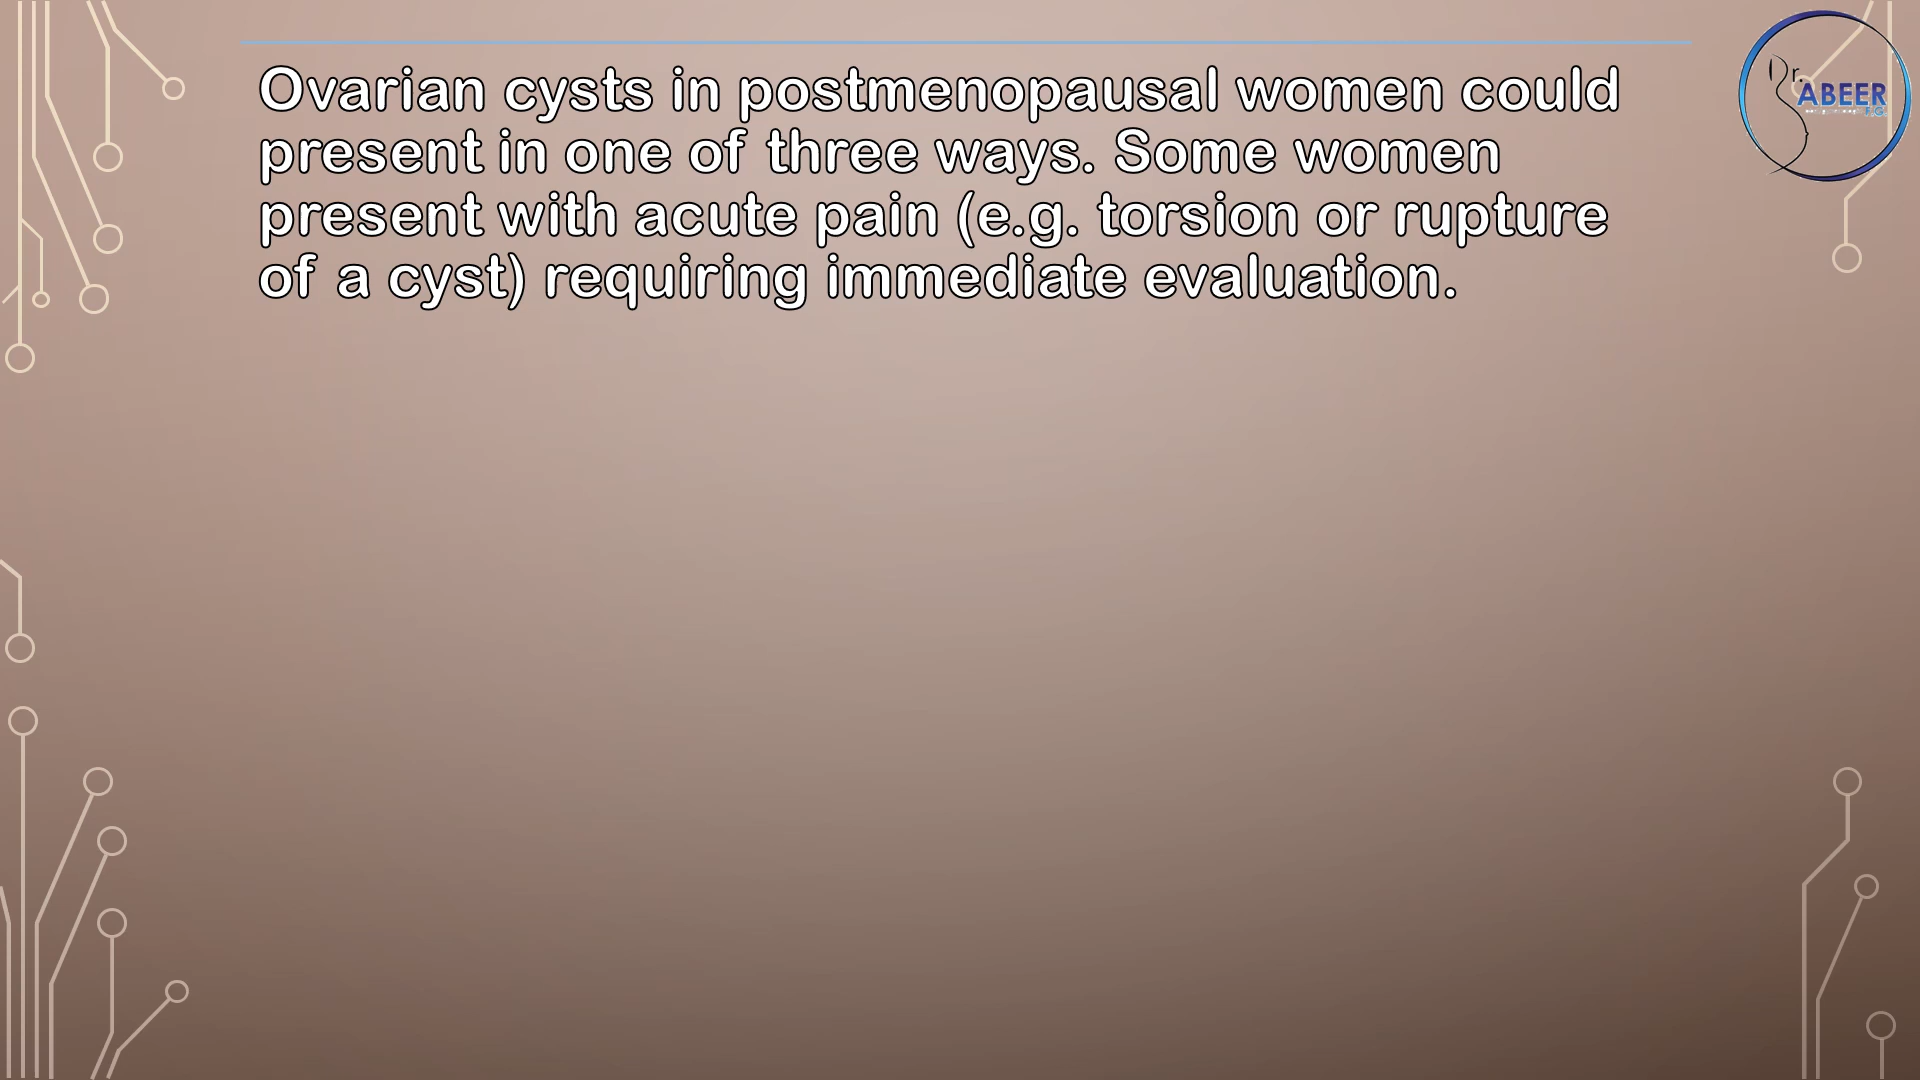 Ovarian cysts in postmenopausal women could
present in one of three ways. Some women
present with acute pain (e.g. torsion or rupture
of a cyst) requiring immediate evaluation.
Dr.
ABEER
F.G.